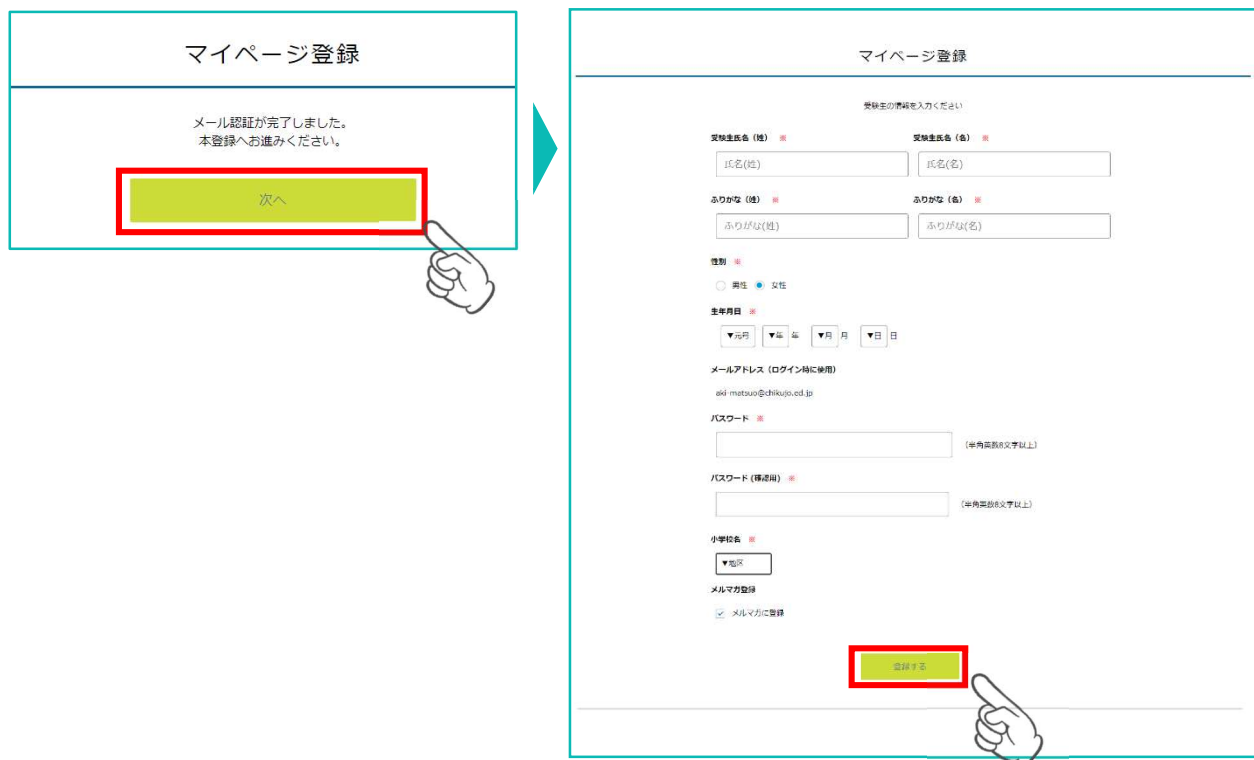 マイページ登録
メール認証が完了しました。
本登録へお進みください。
次へ
マイページ登録
受験生の情報を入力ください
受験生氏名（姓） ※ 受験生氏名（名） ※
氏名(姓) 氏名(名)
ふりがな（姓） ※ ふりがな（名） ※
ふりがな(姓) ふりがな(名)
性別 ※
男性 女性
生年月日 ※
▼元号 ▼年 年 ▼月 月 ▼日 日
メールアドレス（ログイン時に使用）
aki-matsuo@chikujo.ed.jp
パスワード ※
（半角英数8文字以上）
パスワード (確認用) ※
（半角英数8文字以上）
小学校名 ※
▼地区
メルマガ登録
メルマガに登録
登録する